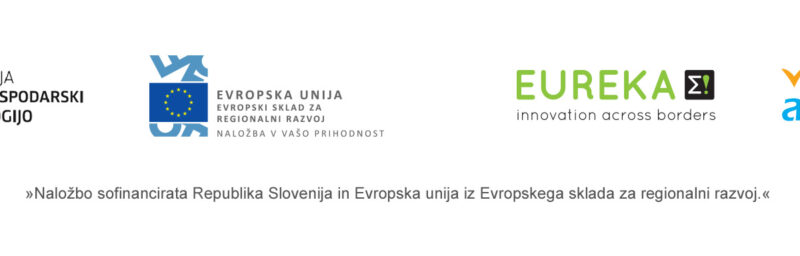 JA
SPODARSKI
OGIJO
EVROPSKA UNIJA
EVROPSKI SKLAD ZA
REGIONALNI RAZVOJ
NALOŽBA V VAŠO PRIHODNOST
EUREKA Σ!
innovation across borders
»Naložbo sofinancirata Republika Slovenija in Evropska unija iz Evropskega sklada za regionalni razvoj.«